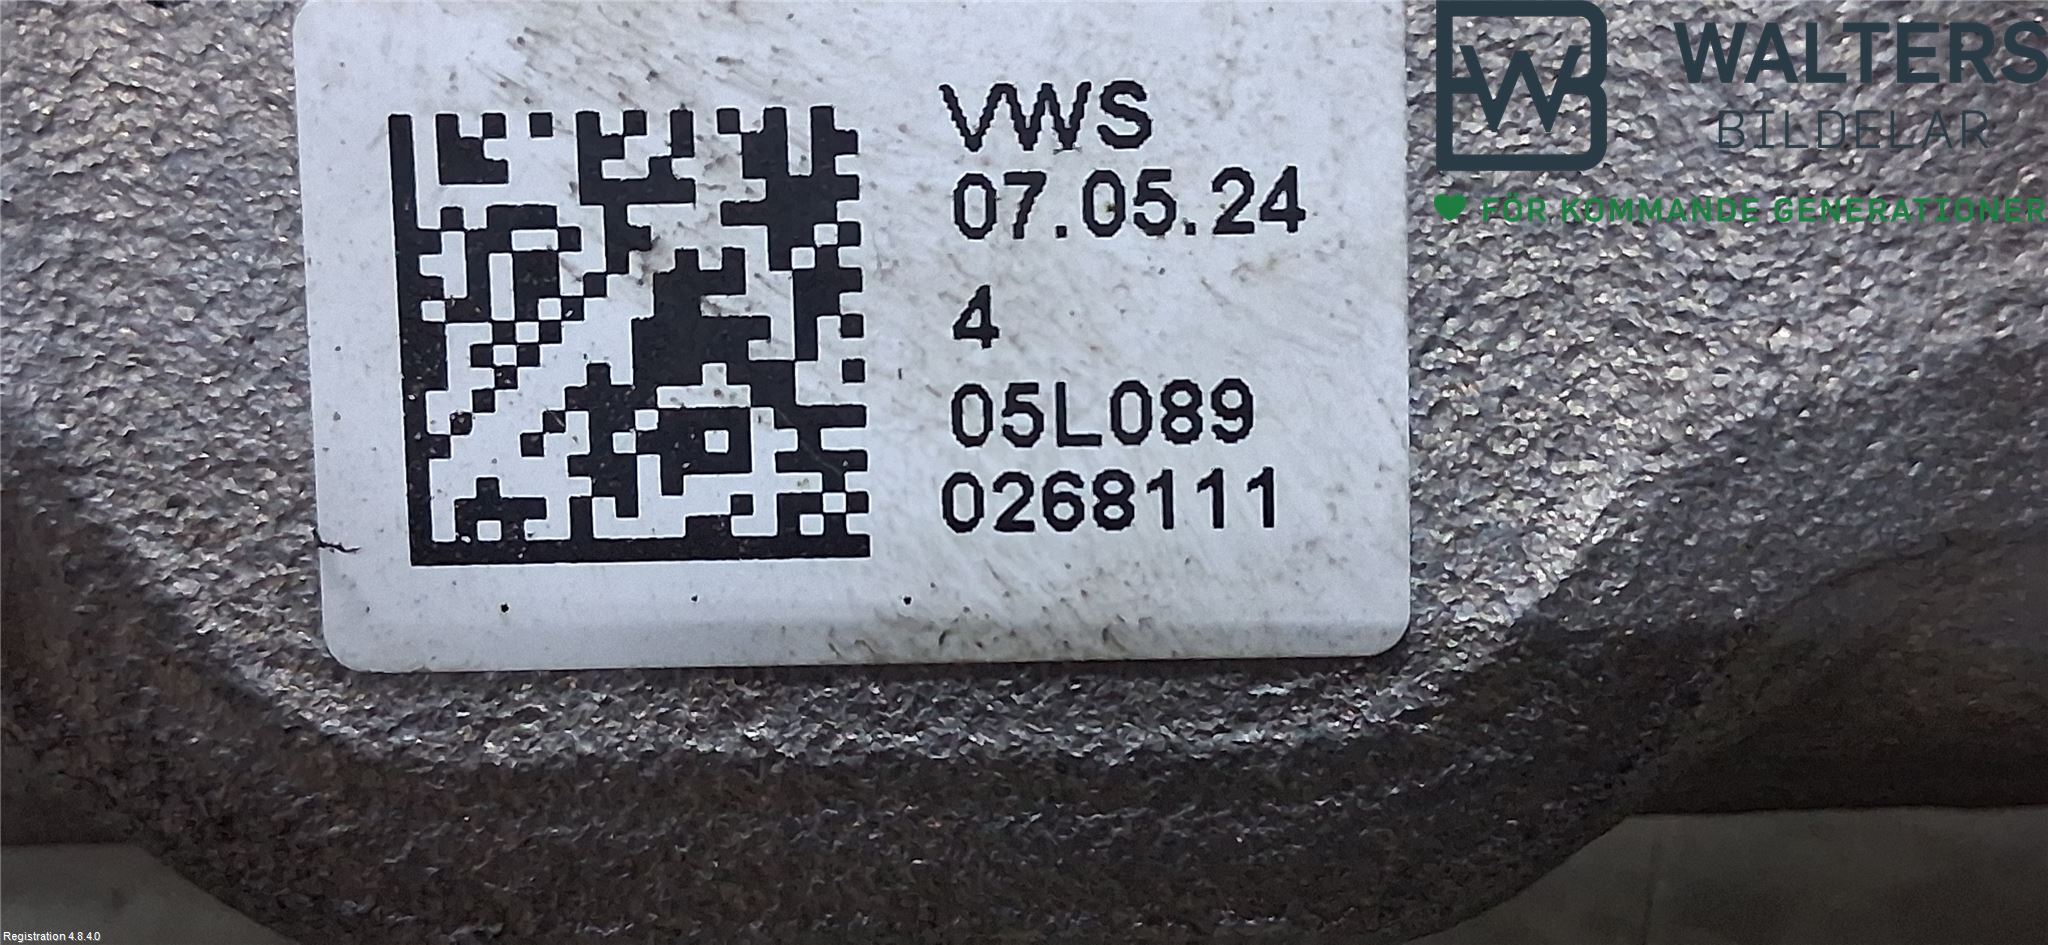 VWS
07.05.24
4
05L089
0268111
WALTERS
BILDELAR
FÖR KOMMANDE GENERATIONER
Registration 4.8.4.0